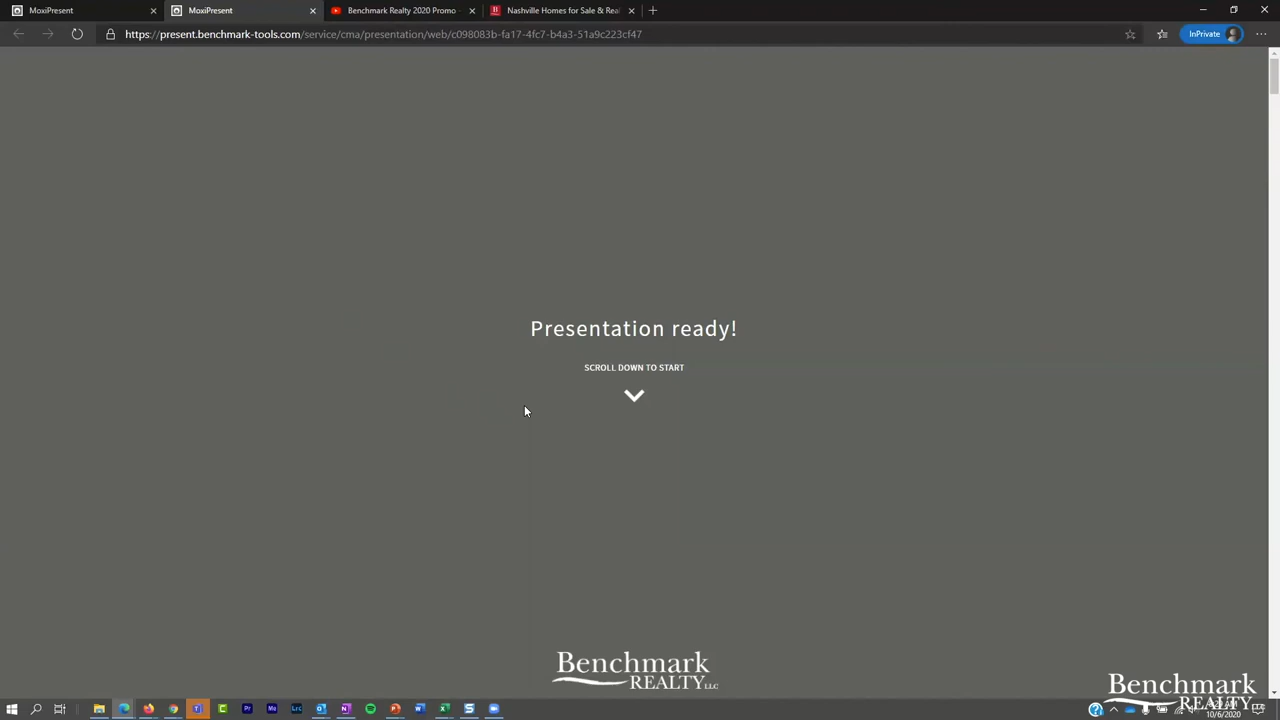 MoxiPresent
MoxiPresent
Benchmark Realty 2020 Promo
Nashville Homes for Sale & Rea
https://present.benchmark-tools.com/service/cma/presentation/web/c098083b-fa17-4fc7-b4a3-51a9c223cf47
InPrivate
Presentation ready!
SCROLL DOWN TO START
Benchmark
REALTY LLC
Benchmark
REALTY LLC
10/6/2020